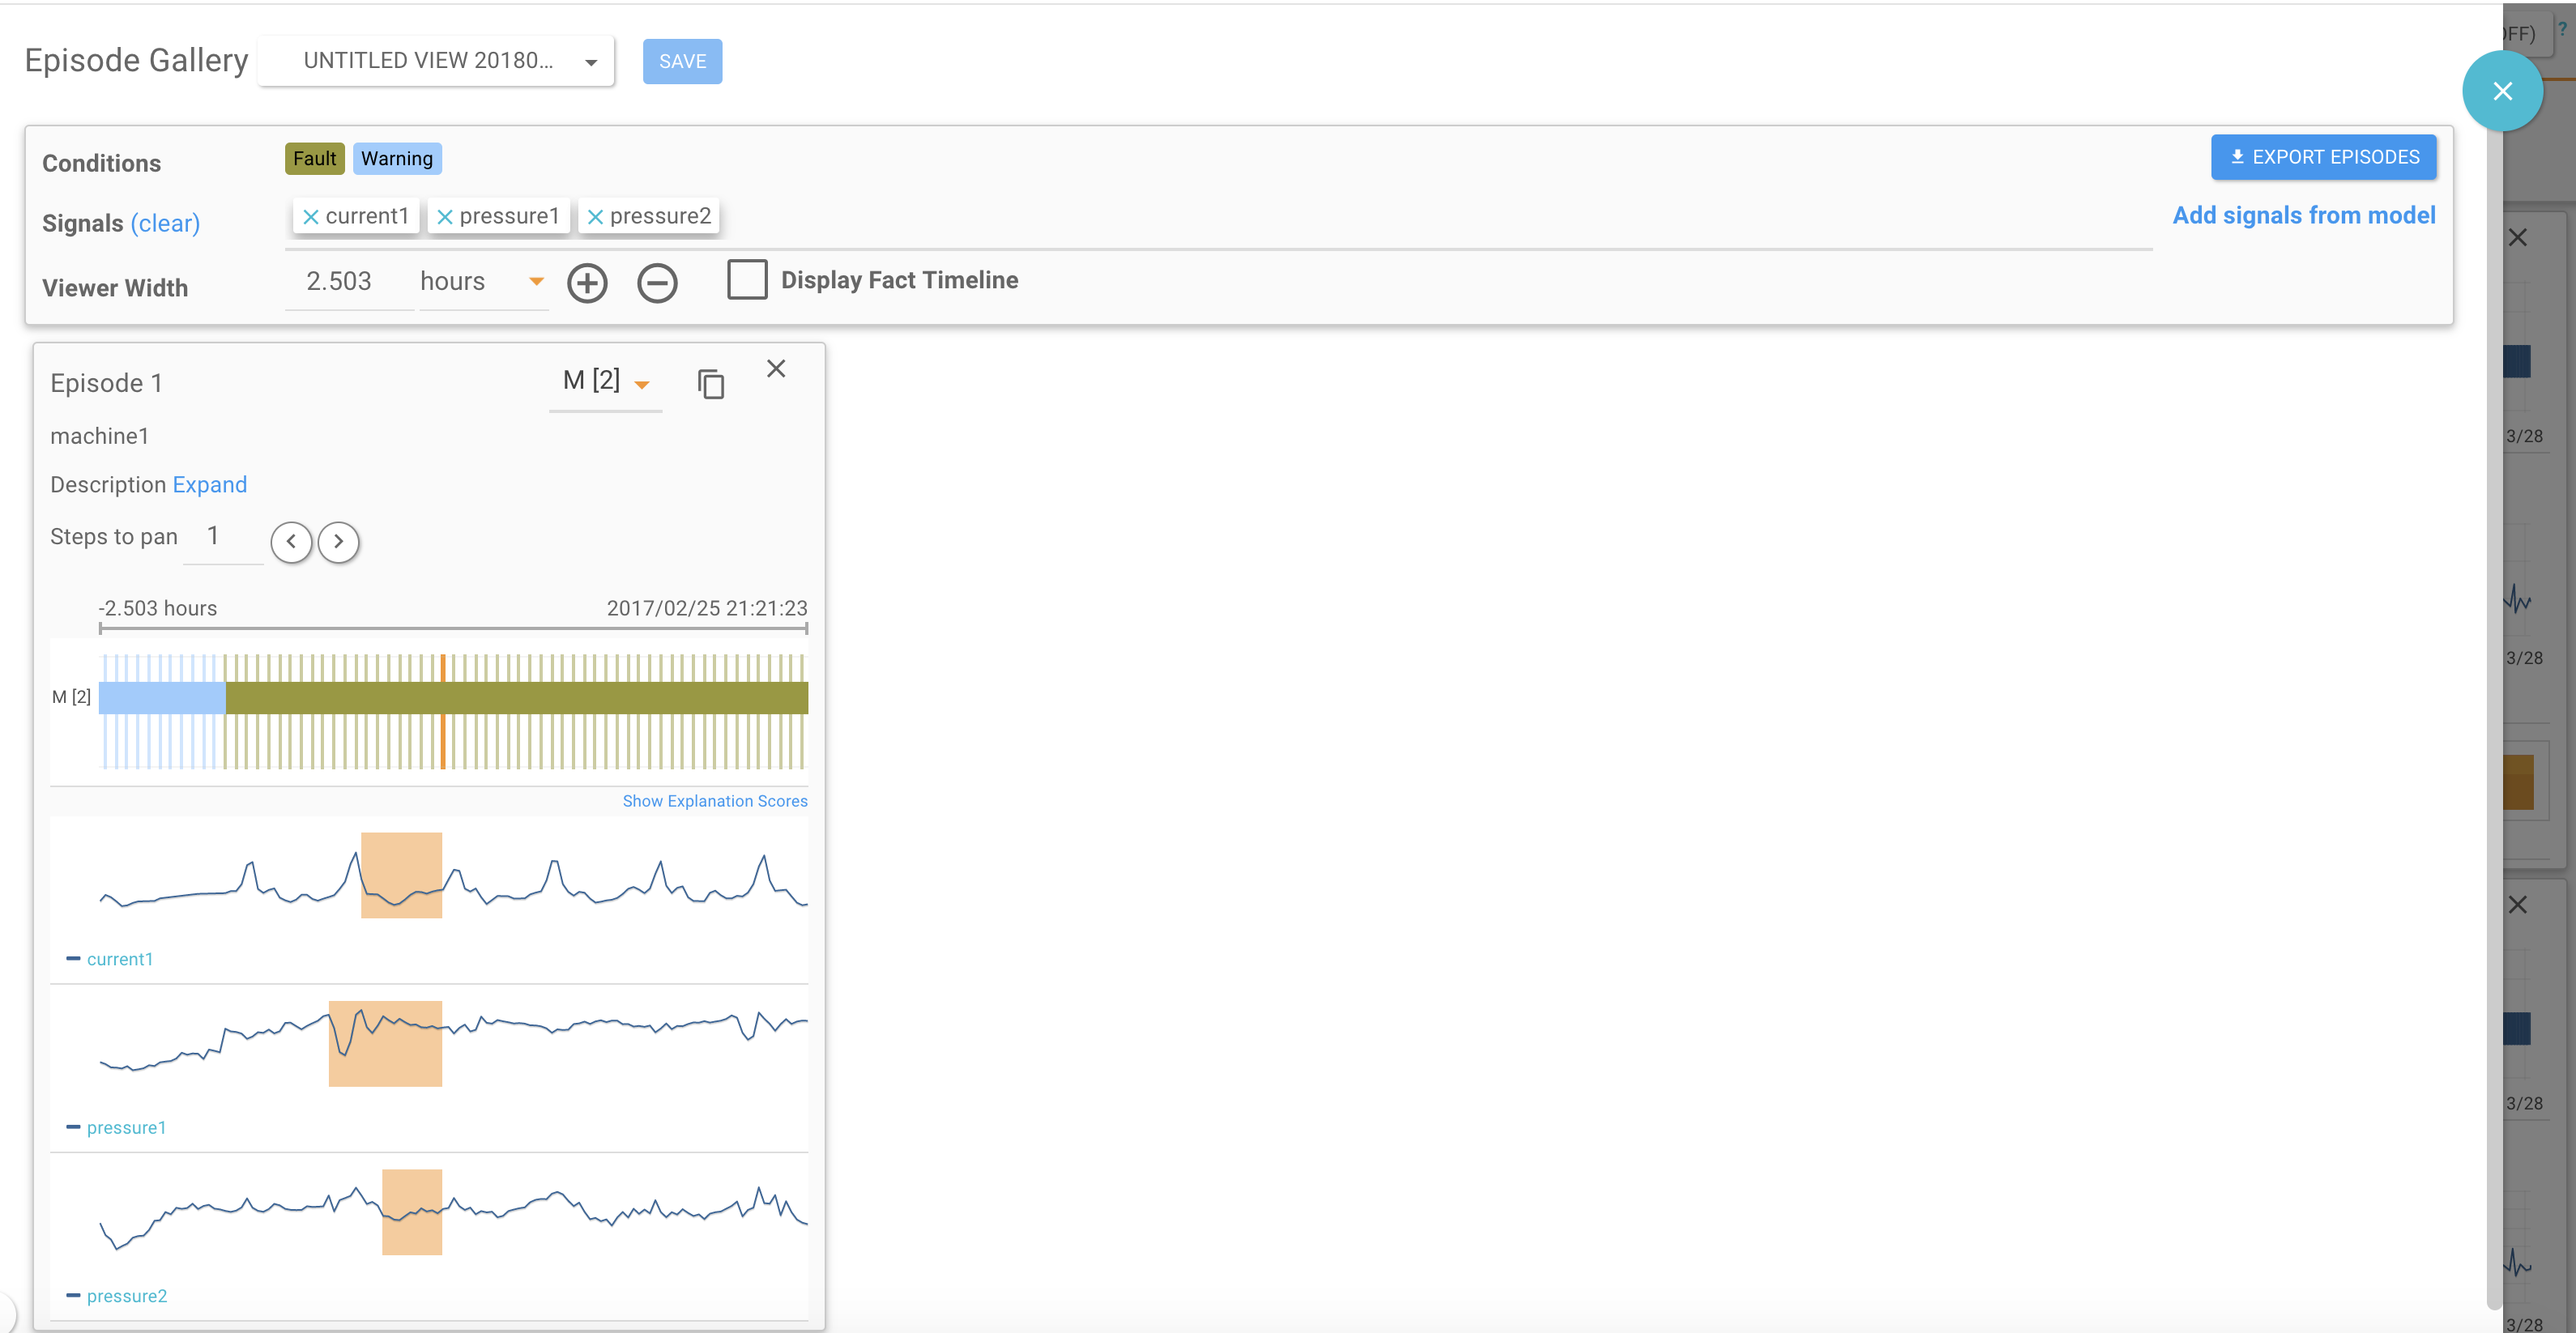 Episode Gallery UNTITLED VIEW 20180... SAVE
Conditions Fault Warning EXPORT EPISODES
Signals (clear) current1 pressure1 pressure2 Add signals from model
Viewer Width 2.503 hours Display Fact Timeline
Episode 1 M [2]
machine1
Description Expand
Steps to pan 1
-2.503 hours 2017/02/25 21:21:23
M [2]
Show Explanation Scores
current1
pressure1
pressure2
?
3/28
3/28
3/28
3/28